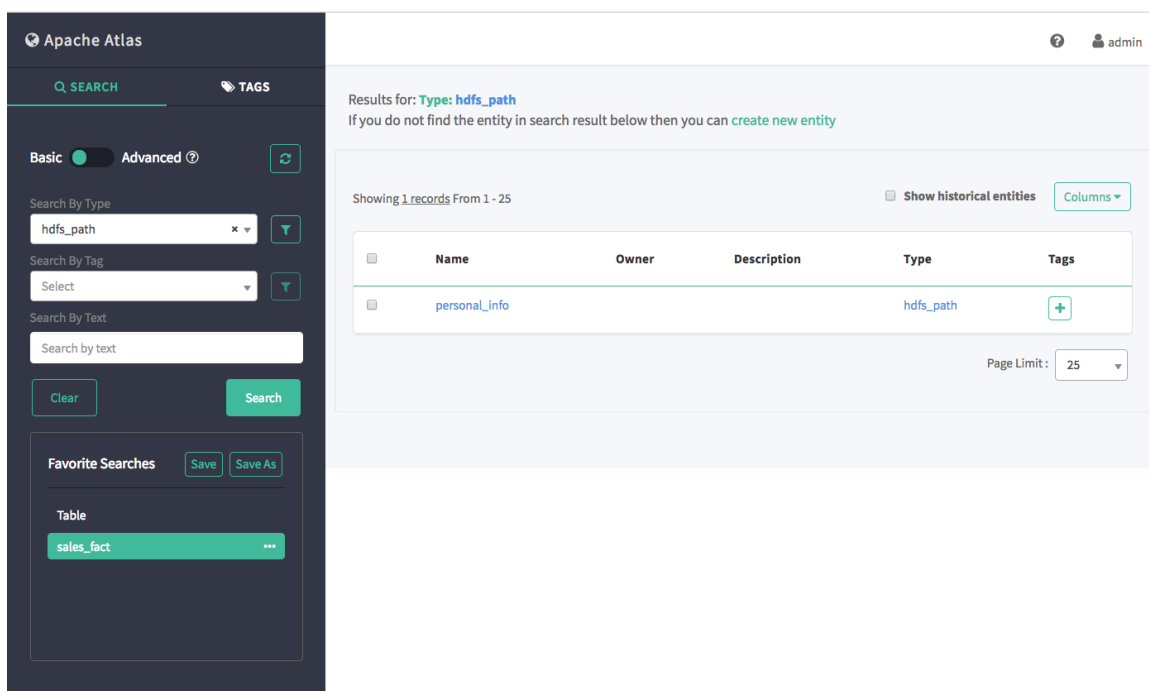 Apache Atlas
admin
SEARCH
TAGS
Results for: Type: hdfs_path
If you do not find the entity in search result below then you can create new entity
Basic
Advanced
Search By Type
hdfs_path
Search By Tag
Select
Search By Text
Search by text
Clear
Search
Favorite Searches
Save
Save As
Table
sales_fact
Showing 1 records From 1 - 25
Show historical entities
Columns
Name Owner Description Type Tags
personal_info hdfs_path
Page Limit : 25